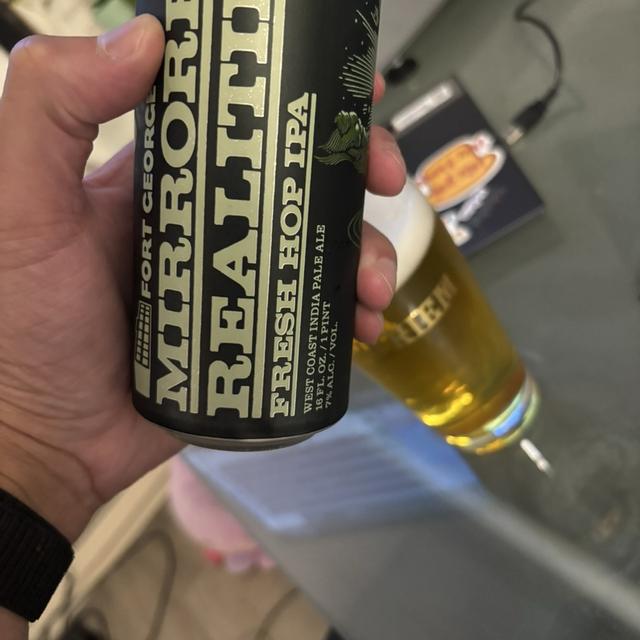 FORT GEORGE
MIRRORED
REALITI
FRESH HOP IPA
WEST COAST INDIA PALE ALE
16 FL. OZ. / 1 PINT
7% ALC. / VOL.